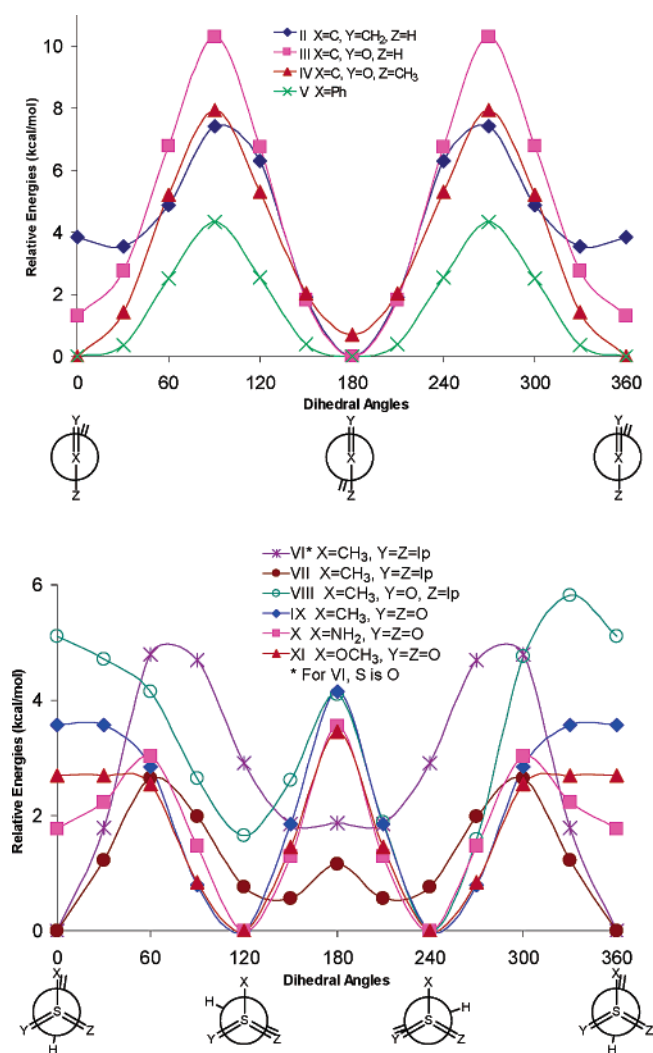 II X=C, Y=CH₂, Z=H
III X=C, Y=O, Z=H
IV X=C, Y=O, Z=CH₃
V X=Ph
Relative Energies (kcal/mol)
10
8
6
4
2
0
0 60 120 180 240 300 360
Dihedral Angles
Y Y Y
X X X
Z Z Z
VI* X=CH₃, Y=Z=lp
VII X=CH₃, Y=Z=lp
VIII X=CH₃, Y=O, Z=lp
IX X=CH₃, Y=Z=O
X X=NH₂, Y=Z=O
XI X=OCH₃, Y=Z=O
* For VI, S is O
Relative Energies (kcal/mol)
6
4
2
0
0 60 120 180 240 300 360
Dihedral Angles
X X X X
H H
S S S S
Y Z Y Z Y Z Y Z
H H